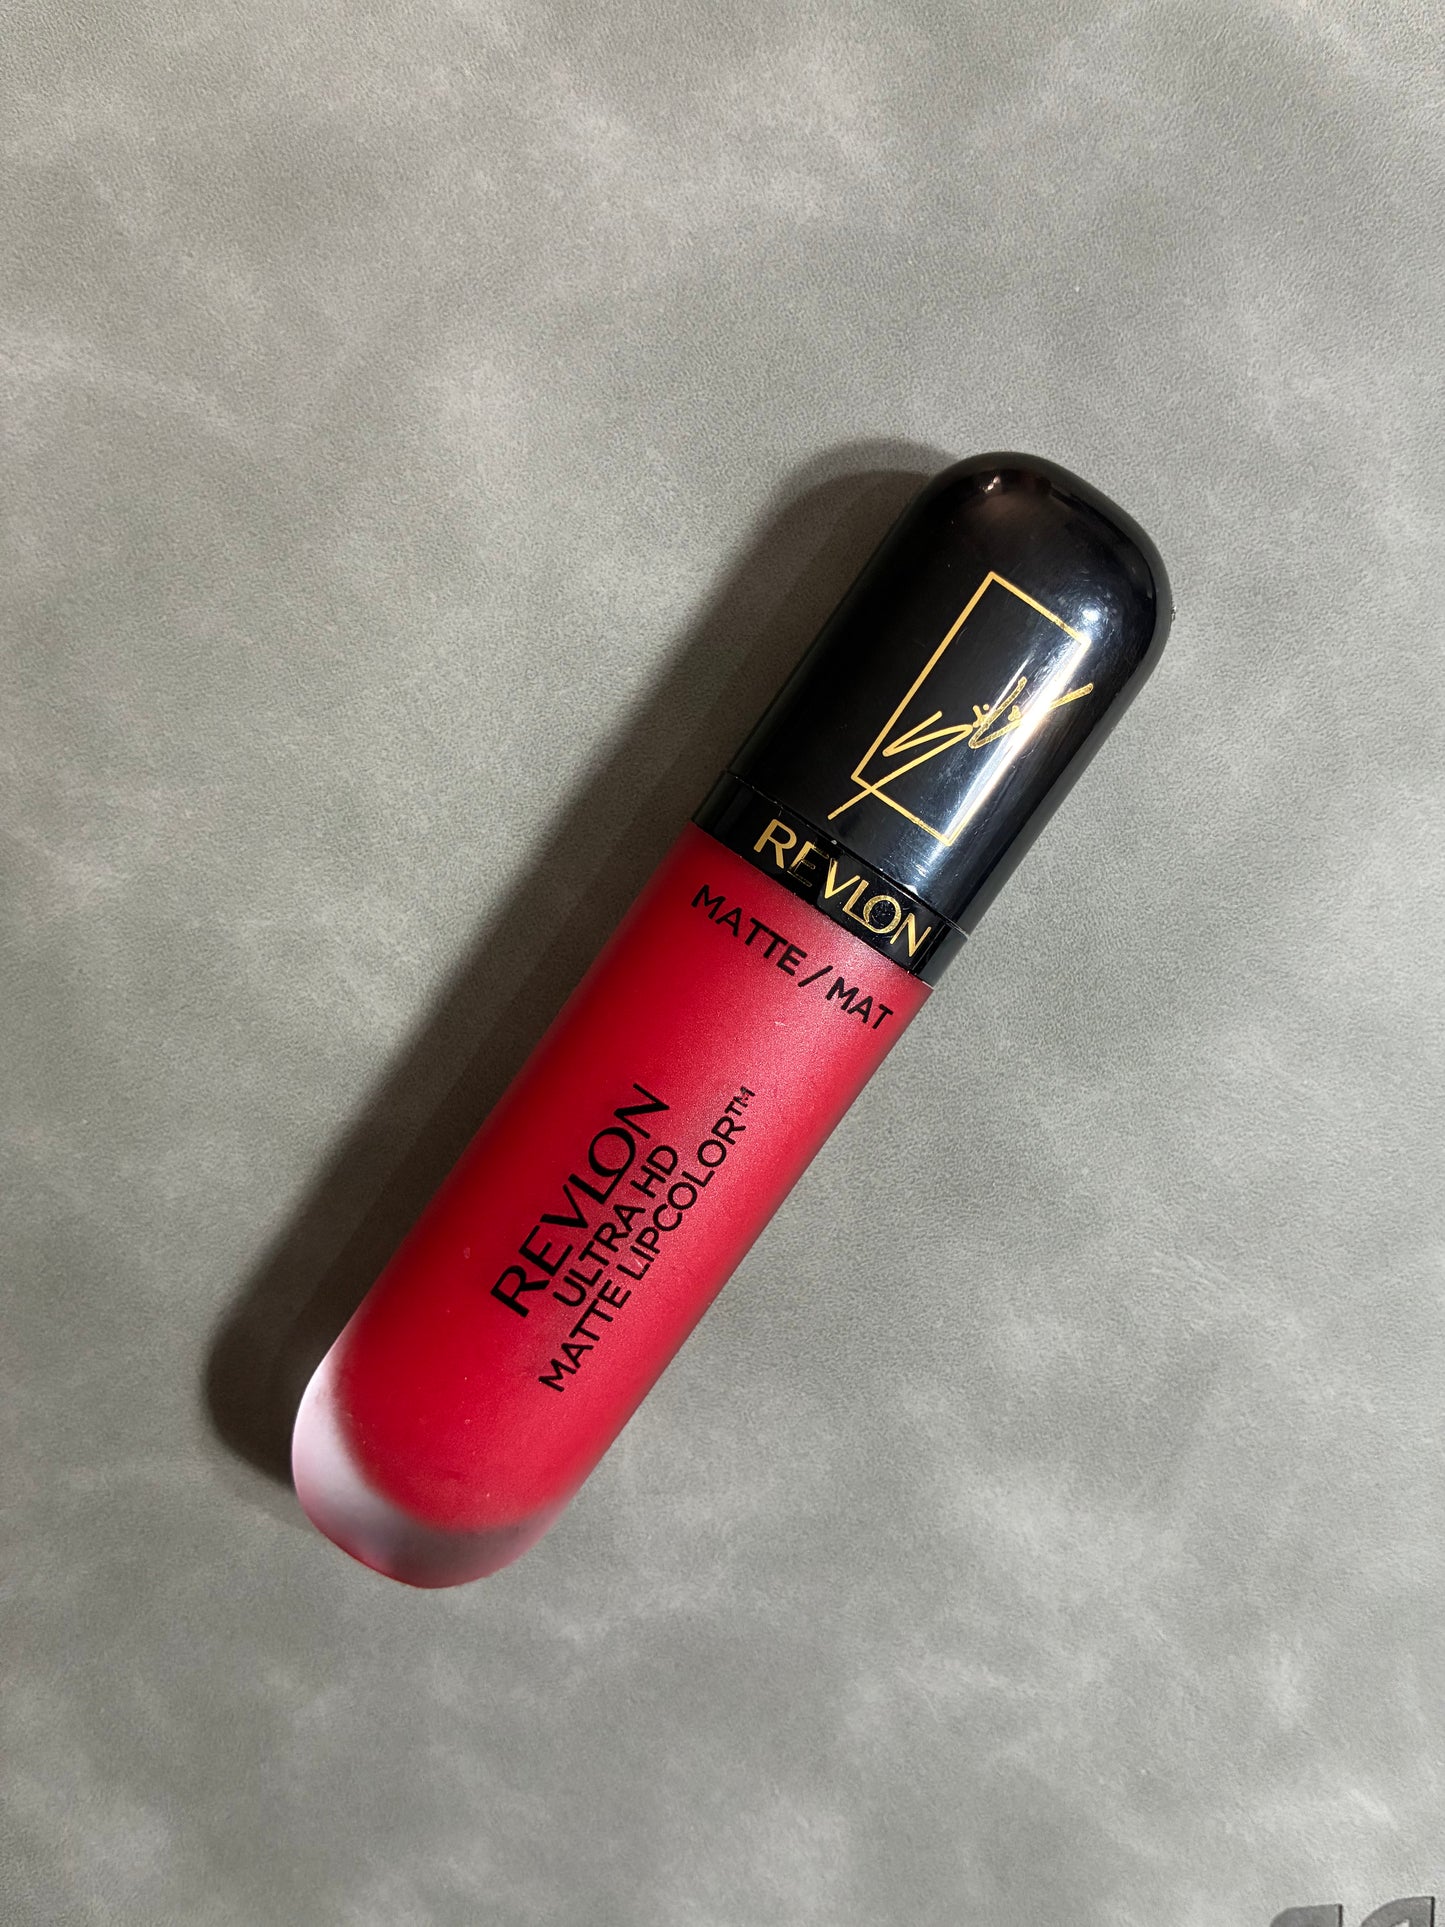 REVLON
MATTE / MAT
REVLON
ULTRA HD
MATTE LIPCOLOR™